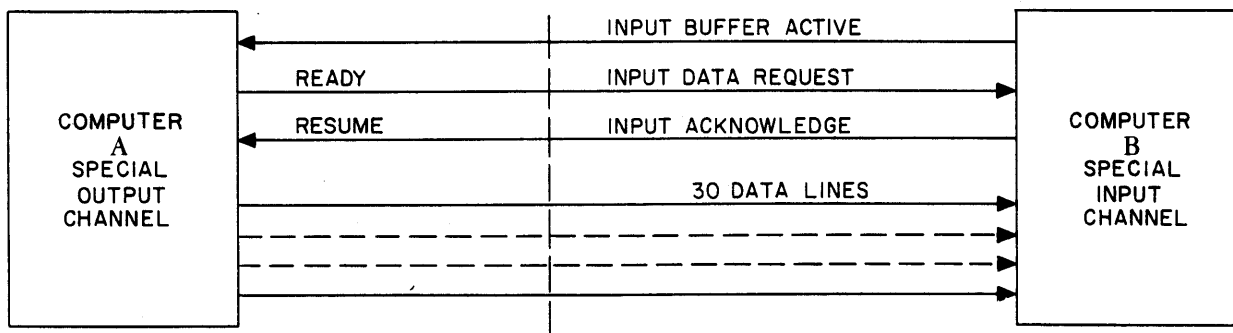 COMPUTER
A
SPECIAL
OUTPUT
CHANNEL
INPUT BUFFER ACTIVE
READY
INPUT DATA REQUEST
RESUME
INPUT ACKNOWLEDGE
30 DATA LINES
COMPUTER
B
SPECIAL
INPUT
CHANNEL